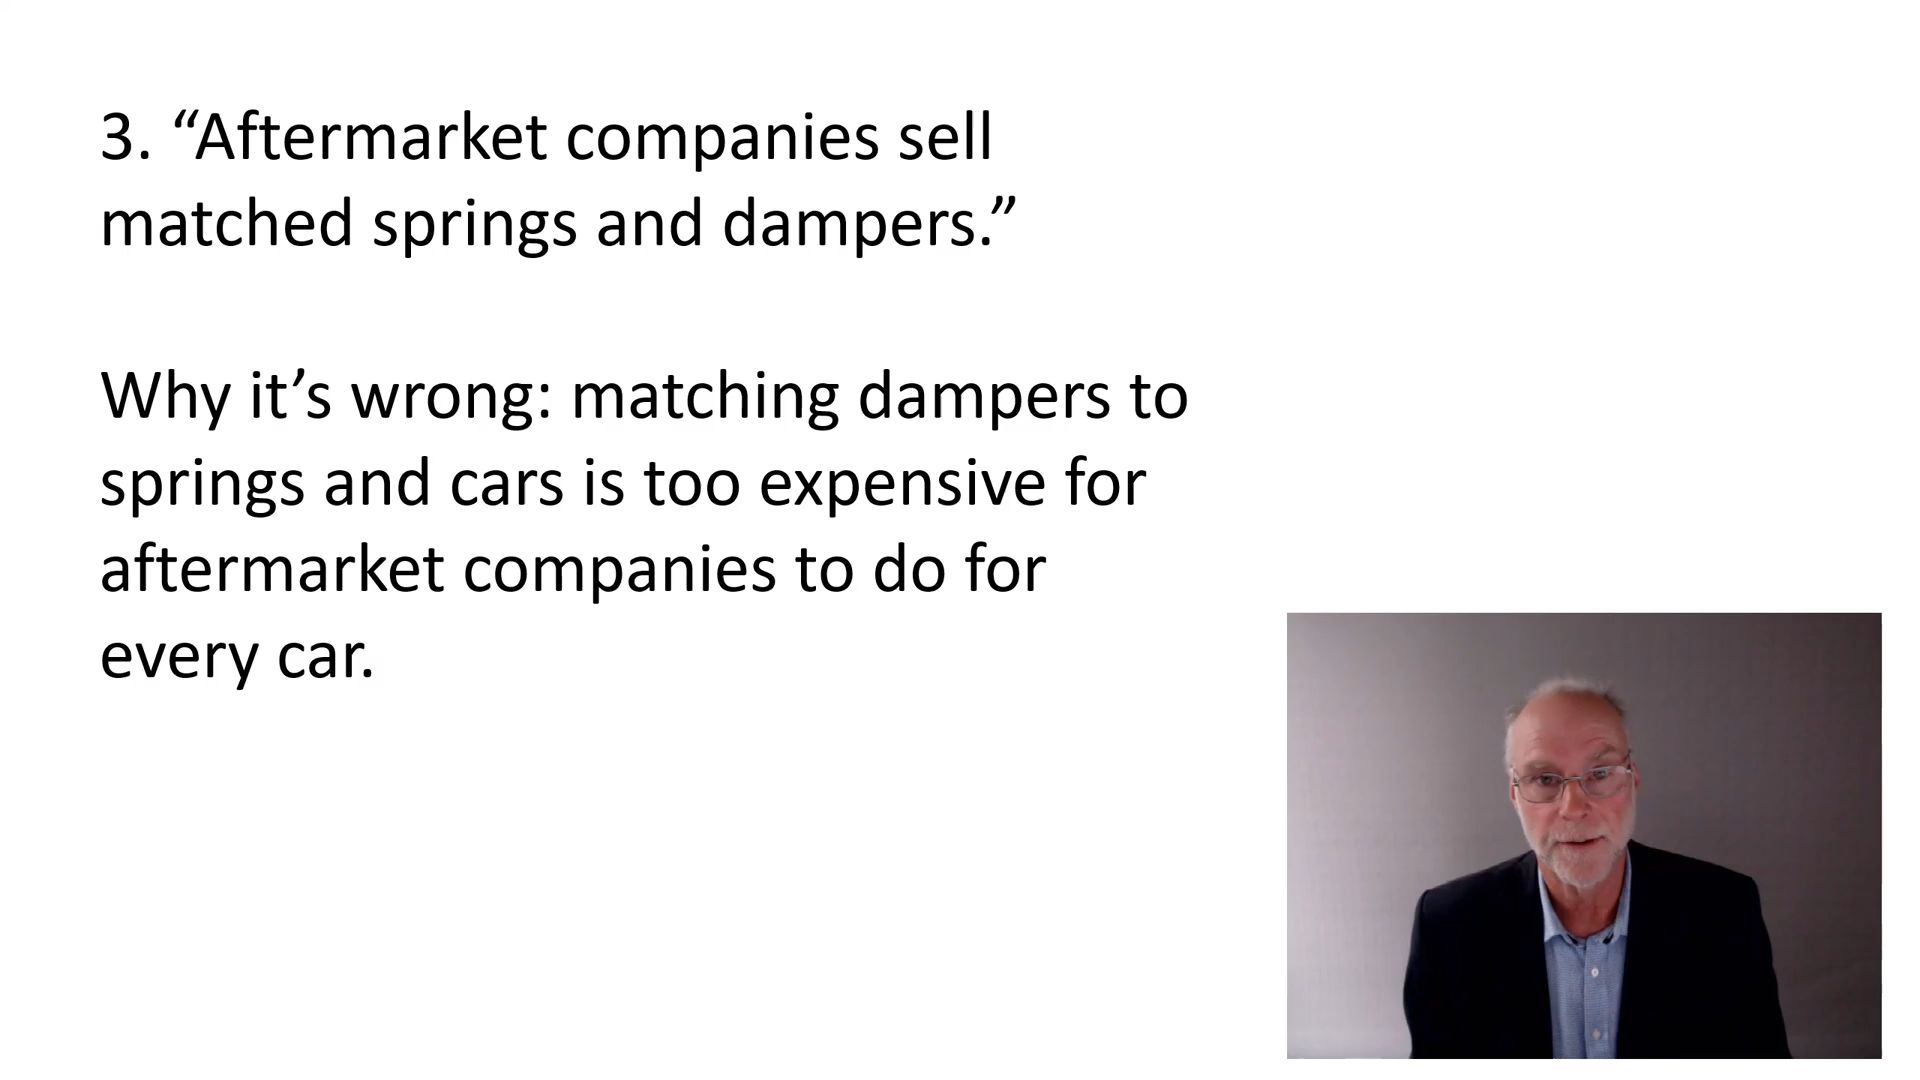 3. “Aftermarket companies sell
matched springs and dampers.”
Why it’s wrong: matching dampers to
springs and cars is too expensive for
aftermarket companies to do for
every car.